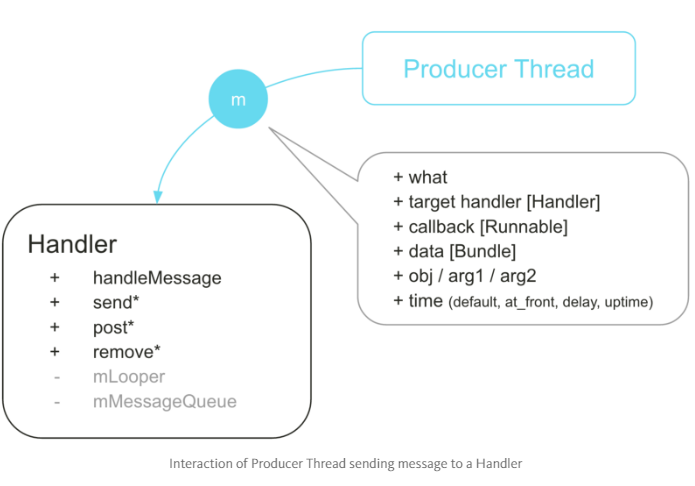 Producer Thread
m
+ what
+ target handler [Handler]
+ callback [Runnable]
+ data [Bundle]
+ obj / arg1 / arg2
+ time (default, at_front, delay, uptime)
Handler
+ handleMessage
+ send*
+ post*
+ remove*
- mLooper
- mMessageQueue
Interaction of Producer Thread sending message to a Handler